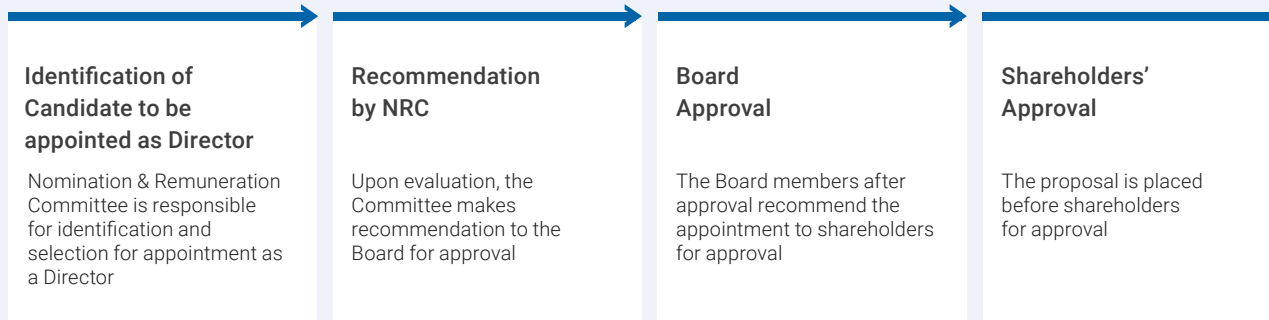 Identification of
Candidate to be
appointed as Director
Nomination & Remuneration
Committee is responsible
for identification and
selection for appointment as
a Director
Recommendation
by NRC
Upon evaluation, the
Committee makes
recommendation to the
Board for approval
Board
Approval
The Board members after
approval recommend the
appointment to shareholders
for approval
Shareholders’
Approval
The proposal is placed
before shareholders
for approval